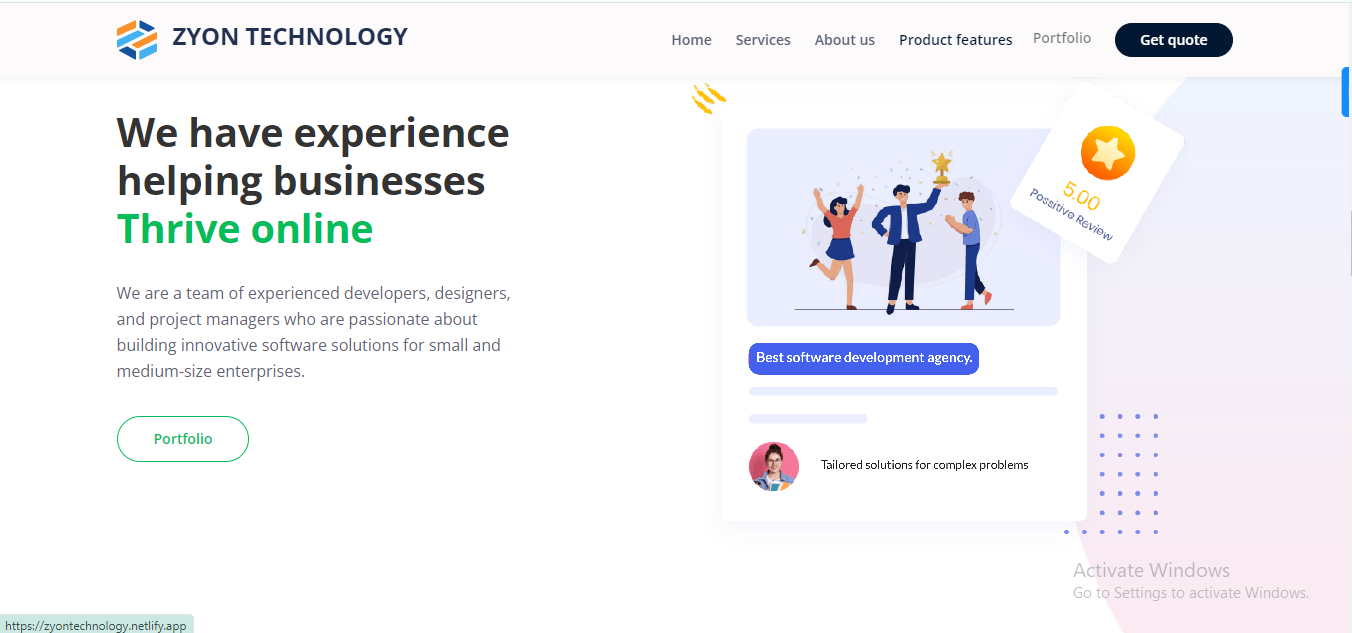 ZYON TECHNOLOGY
Home Services About us Product features Portfolio Get quote
We have experience
helping businesses
Thrive online
We are a team of experienced developers, designers,
and project managers who are passionate about
building innovative software solutions for small and
medium-size enterprises.
Portfolio
5.00
Possitive Review
Best software development agency.
Tailored solutions for complex problems
Activate Windows
Go to Settings to activate Windows.
https://zyontechnology.netlify.app